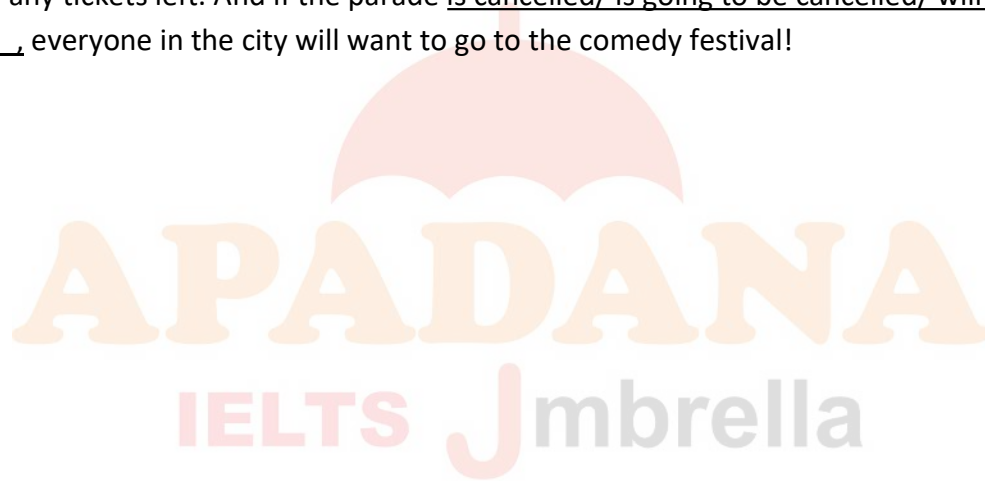 any tickets left! And if the parade is cancelled/ is going to be cancelled/ will
, everyone in the city will want to go to the comedy festival!
APADANA
IELTS Umbrella